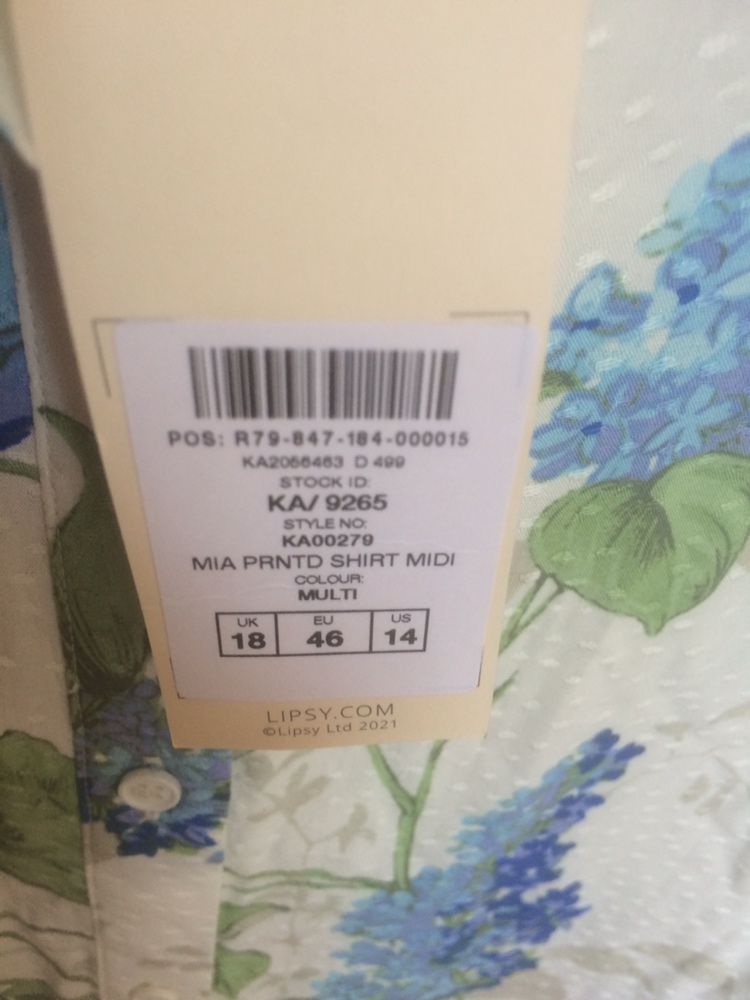 POS: R79-847-184-000015
KA2056463 D 499
STOCK ID:
KA/ 9265
STYLE NO:
KA00279
MIA PRNTD SHIRT MIDI
COLOUR:
MULTI
UK EU US
18 46 14
LIPSY.COM
©Lipsy Ltd 2021